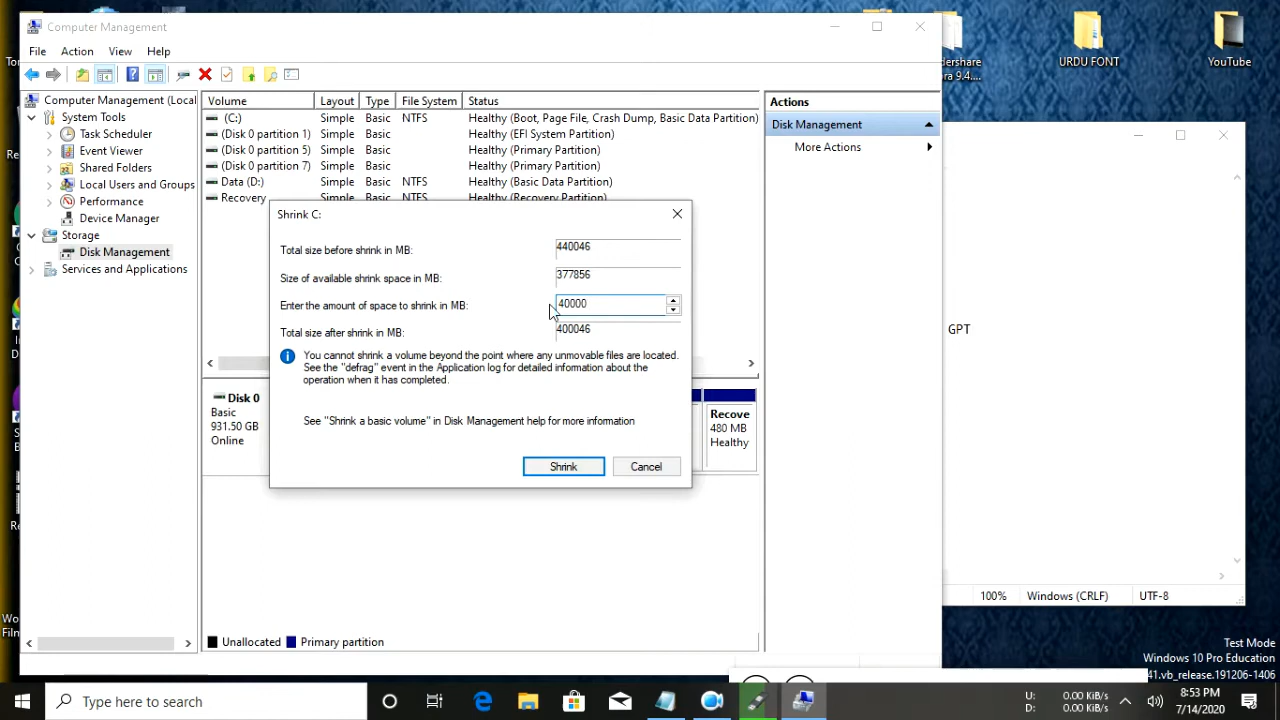 Computer Management
File Action View Help
Computer Management (Local
System Tools
Task Scheduler
Event Viewer
Shared Folders
Local Users and Groups
Performance
Device Manager
Storage
Disk Management
Services and Applications
Volume Layout Type File System Status
(C:) Simple Basic NTFS Healthy (Boot, Page File, Crash Dump, Basic Data Partition)
(Disk 0 partition 1) Simple Basic Healthy (EFI System Partition)
(Disk 0 partition 5) Simple Basic Healthy (Primary Partition)
(Disk 0 partition 7) Simple Basic Healthy (Primary Partition)
Data (D:) Simple Basic NTFS Healthy (Basic Data Partition)
Recovery Simple Basic NTFS Healthy (Recovery Partition)
Shrink C:
Total size before shrink in MB: 440046
Size of available shrink space in MB: 377856
Enter the amount of space to shrink in MB: 40000
Total size after shrink in MB: 400046
You cannot shrink a volume beyond the point where any unmovable files are located.
See the "defrag" event in the Application log for detailed information about the
operation when it has completed.
See "Shrink a basic volume" in Disk Management help for more information
Shrink Cancel
Disk 0
Basic
931.50 GB
Online
Recove
480 MB
Healthy
Unallocated Primary partition
Actions
Disk Management
More Actions
URDU FONT
YouTube
GPT
100% Windows (CRLF) UTF-8
Test Mode
Windows 10 Pro Education
41.vb_release.191206-1406
Type here to search
U: 0.00 KiB/s
D: 0.00 KiB/s
8:53 PM
7/14/2020